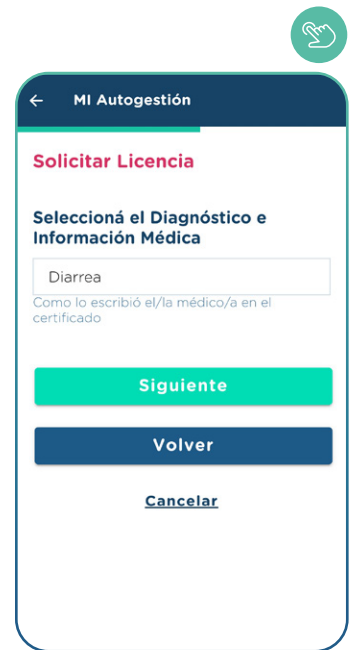 MI Autogestión
Solicitar Licencia
Seleccioná el Diagnóstico e
Información Médica
Diarrea
Como lo escribió el/la médico/a en el
certificado
Siguiente
Volver
Cancelar